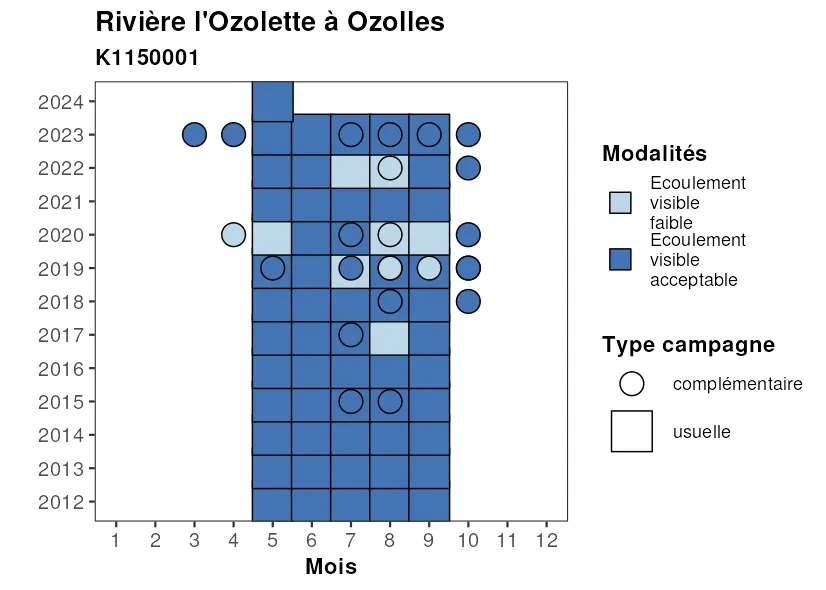 Rivière l'Ozolette à Ozolles
K1150001
2024
2023
2022
2021
2020
2019
2018
2017
2016
2015
2014
2013
2012
1 2 3 4 5 6 7 8 9 10 11 12
Mois
Modalités
Ecoulement
visible
faible
Ecoulement
visible
acceptable
Type campagne
complémentaire
usuelle